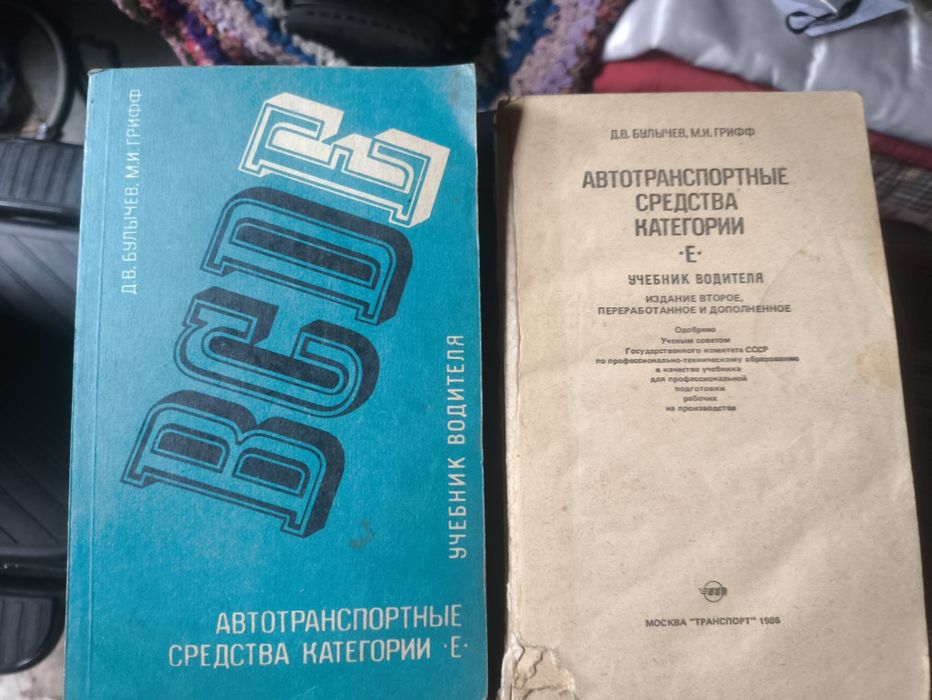 Д.В. БУЛЫЧЕВ, М.И. ГРИФФ
BCDE
УЧЕБНИК ВОДИТЕЛЯ
АВТОТРАНСПОРТНЫЕ
СРЕДСТВА КАТЕГОРИИ ·Е·
Д.В. БУЛЫЧЕВ, М.И. ГРИФФ
АВТОТРАНСПОРТНЫЕ
СРЕДСТВА
КАТЕГОРИИ
·Е·
УЧЕБНИК ВОДИТЕЛЯ
ИЗДАНИЕ ВТОРОЕ,
ПЕРЕРАБОТАННОЕ И ДОПОЛНЕННОЕ
Одобрено
Ученым советом
Государственного комитета СССР
по профессионально-техническому образованию
в качестве учебника
для профессиональной
подготовки
рабочих
на производстве
МОСКВА "ТРАНСПОРТ" 1986